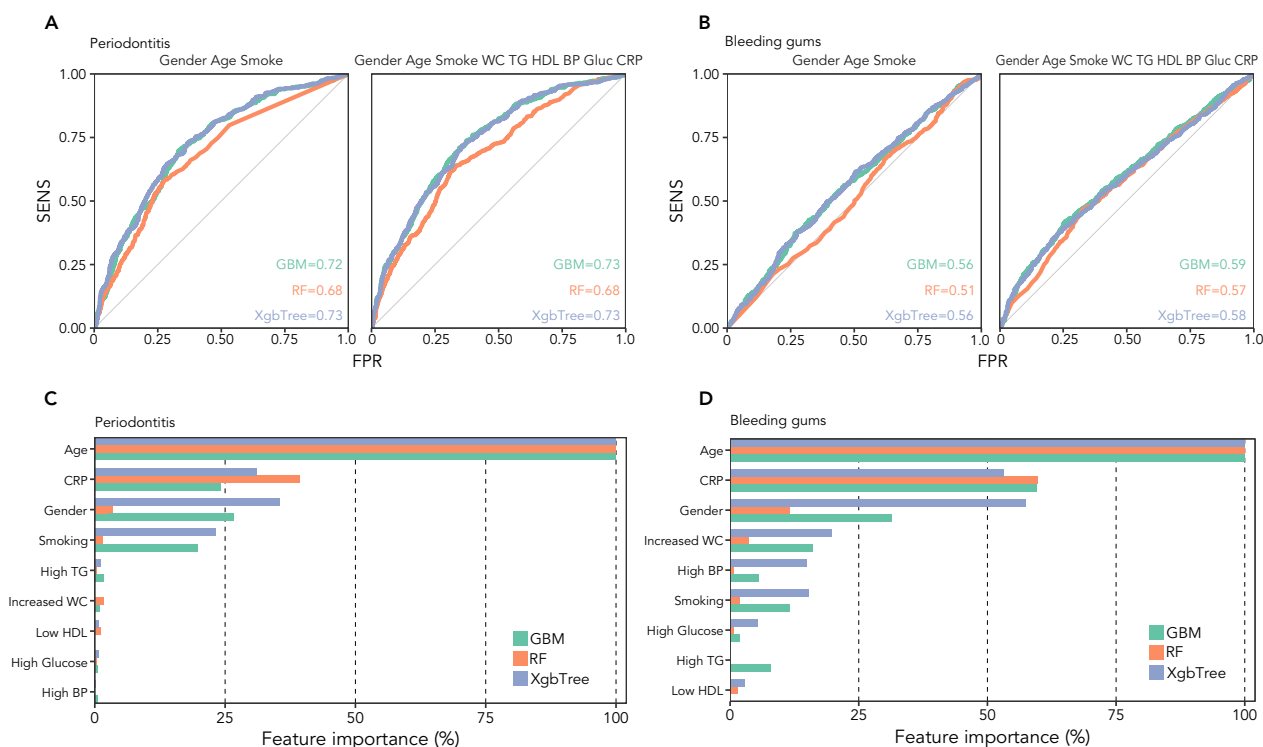 A
Periodontitis
Gender Age Smoke
Gender Age Smoke WC TG HDL BP Gluc CRP
1.00
0.75
0.50
0.25
0.00
SENS
GBM=0.72
RF=0.68
XgbTree=0.73
GBM=0.73
RF=0.68
XgbTree=0.73
0 0.25 0.50 0.75 1.0
0 0.25 0.50 0.75 1.0
FPR
B
Bleeding gums
Gender Age Smoke
Gender Age Smoke WC TG HDL BP Gluc CRP
1.00
0.75
0.50
0.25
0.00
SENS
GBM=0.56
RF=0.51
XgbTree=0.56
GBM=0.59
RF=0.57
XgbTree=0.58
0 0.25 0.50 0.75 1.0
0 0.25 0.50 0.75 1.0
FPR
C
Periodontitis
Age
CRP
Gender
Smoking
High TG
Increased WC
Low HDL
High Glucose
High BP
GBM
RF
XgbTree
0 25 50 75 100
Feature importance (%)
D
Bleeding gums
Age
CRP
Gender
Increased WC
High BP
Smoking
High Glucose
High TG
Low HDL
GBM
RF
XgbTree
0 25 50 75 100
Feature importance (%)